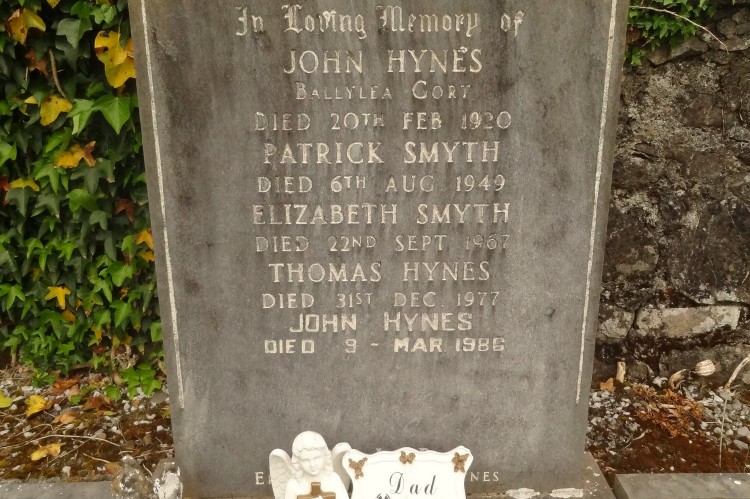 In Loving Memory of
JOHN HYNES
BALLYLEA GORT
DIED 20TH FEB 1920
PATRICK SMYTH
DIED 6TH AUG 1949
ELIZABETH SMYTH
DIED 22ND SEPT 1967
THOMAS HYNES
DIED 31ST DEC. 1977
JOHN HYNES
DIED 9 - MAR 1986
Dad